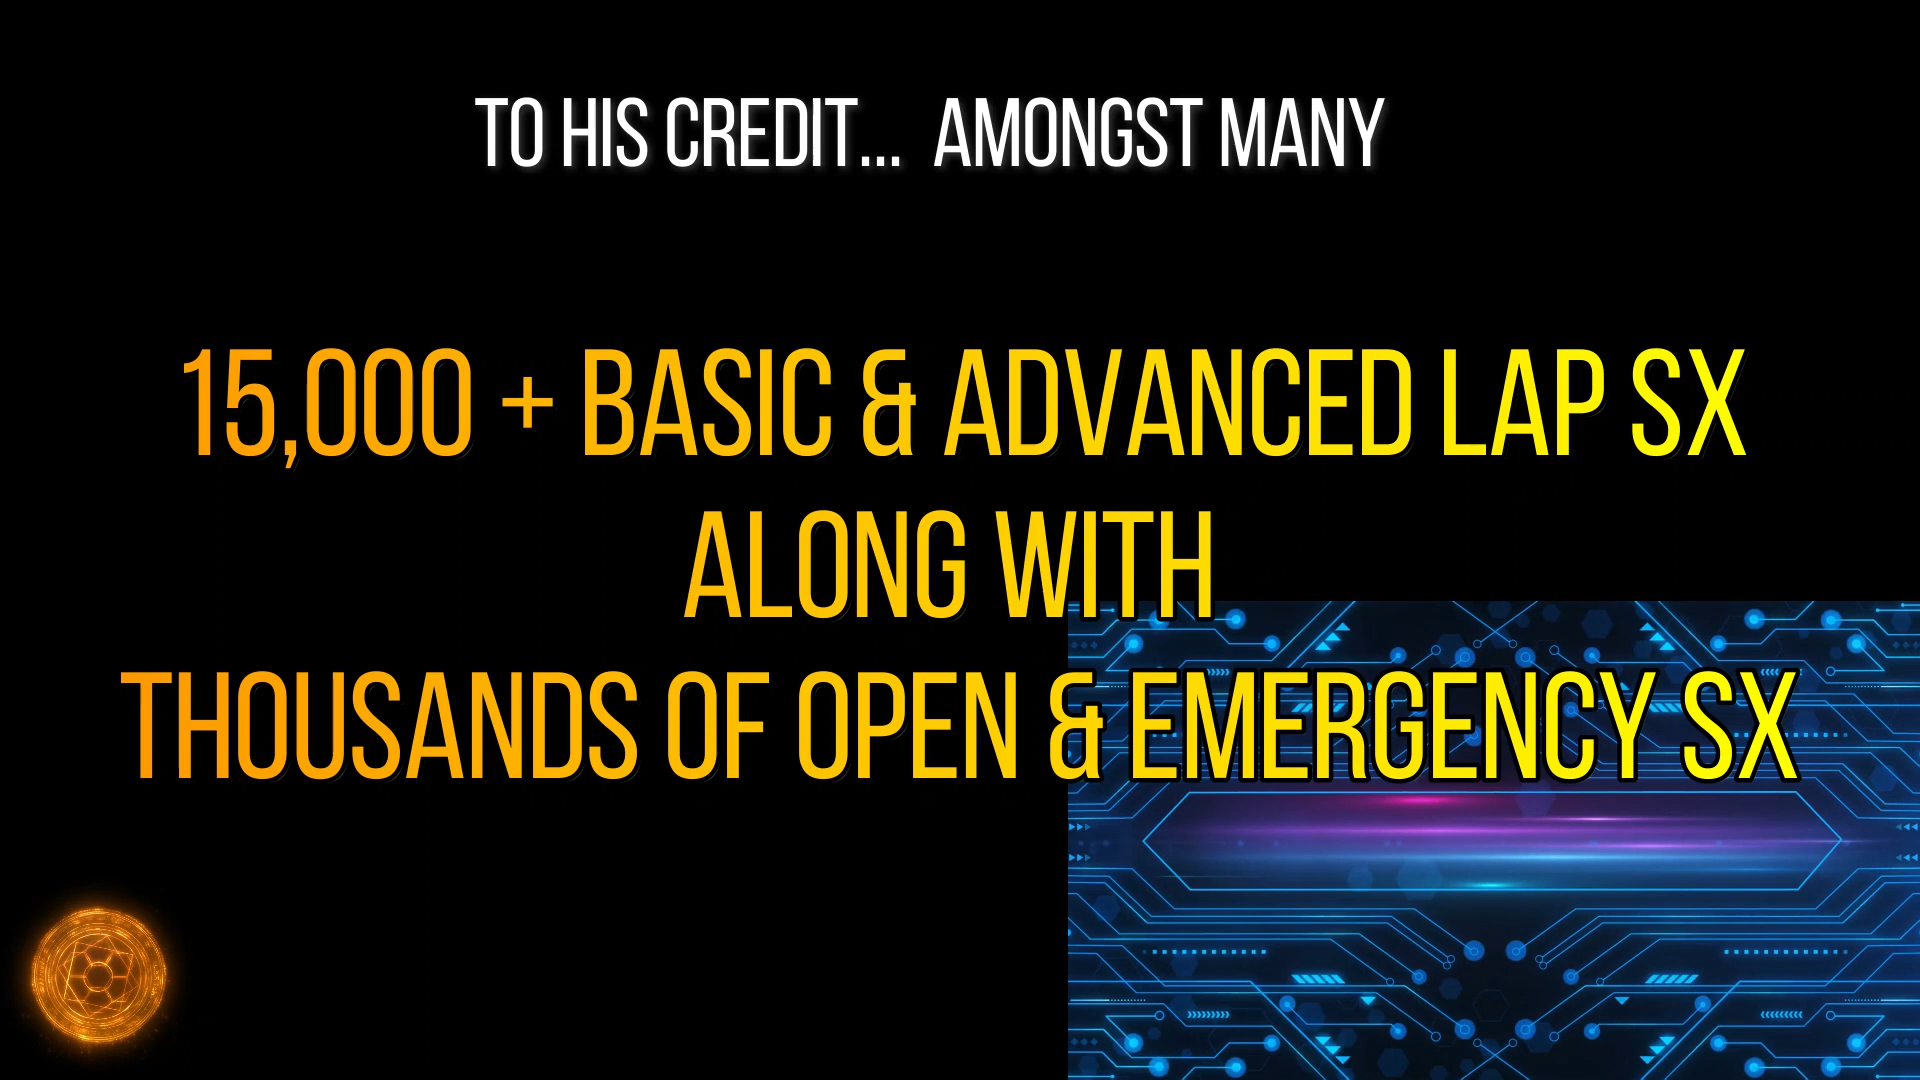 TO HIS CREDIT...  AMONGST MANY
15,000 + BASIC & ADVANCED LAP SX
ALONG WITH
THOUSANDS OF OPEN & EMERGENCY SX